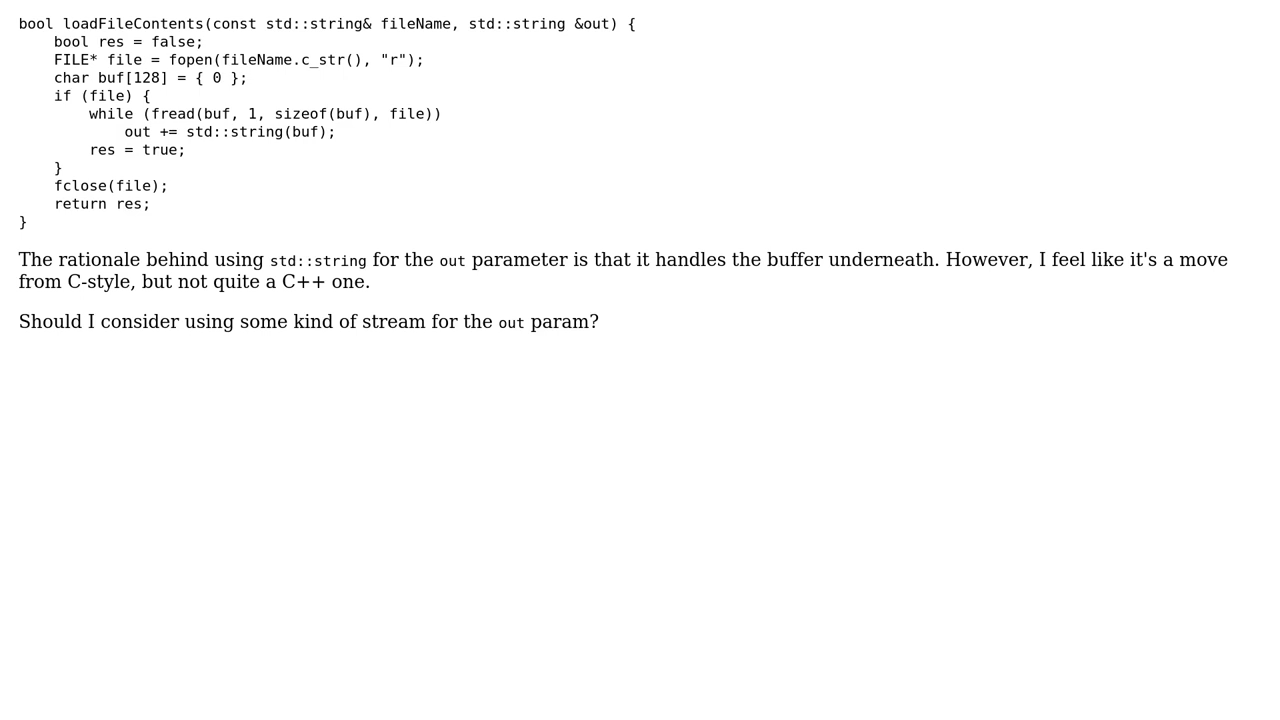 bool loadFileContents(const std::string& fileName, std::string &out) {
    bool res = false;
    FILE* file = fopen(fileName.c_str(), "r");
    char buf[128] = { 0 };
    if (file) {
        while (fread(buf, 1, sizeof(buf), file))
            out += std::string(buf);
        res = true;
    }
    fclose(file);
    return res;
}
The rationale behind using std::string for the out parameter is that it handles the buffer underneath. However, I feel like it's a move
from C-style, but not quite a C++ one.
Should I consider using some kind of stream for the out param?